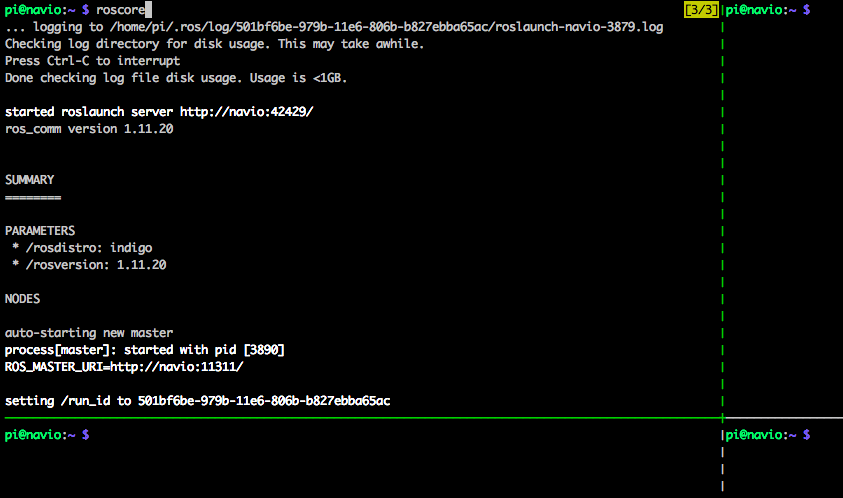 pi@navio:~ $ roscore
[3/3]
... logging to /home/pi/.ros/log/501bf6be-979b-11e6-806b-b827ebba65ac/roslaunch-navio-3879.log
Checking log directory for disk usage. This may take awhile.
Press Ctrl-C to interrupt
Done checking log file disk usage. Usage is <1GB.
started roslaunch server http://navio:42429/
ros_comm version 1.11.20
SUMMARY
========
PARAMETERS
* /rosdistro: indigo
* /rosversion: 1.11.20
NODES
auto-starting new master
process[master]: started with pid [3890]
ROS_MASTER_URI=http://navio:11311/
setting /run_id to 501bf6be-979b-11e6-806b-b827ebba65ac
pi@navio:~ $
pi@navio:~ $
pi@navio:~ $